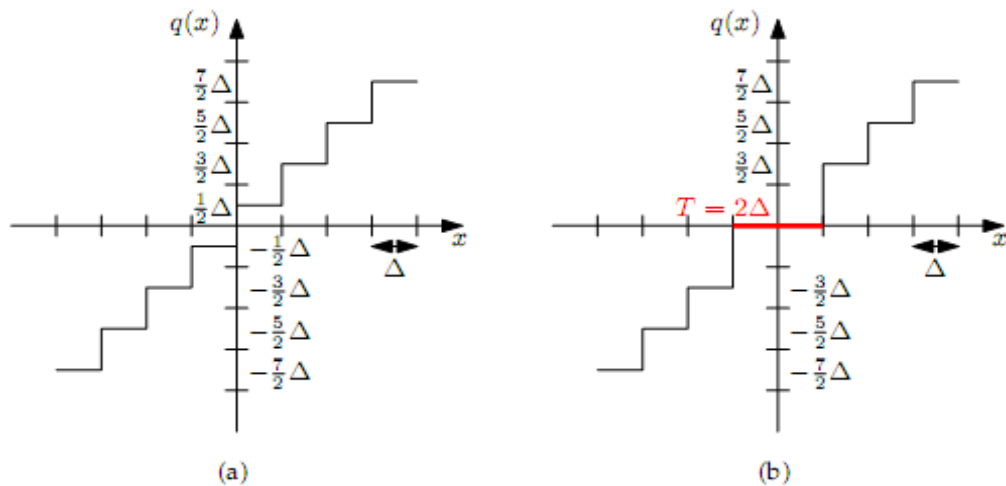 q(x)
7/2 Δ
5/2 Δ
3/2 Δ
1/2 Δ
x
Δ
-1/2 Δ
-3/2 Δ
-5/2 Δ
-7/2 Δ
(a)
q(x)
7/2 Δ
5/2 Δ
3/2 Δ
T = 2Δ
x
Δ
-3/2 Δ
-5/2 Δ
-7/2 Δ
(b)